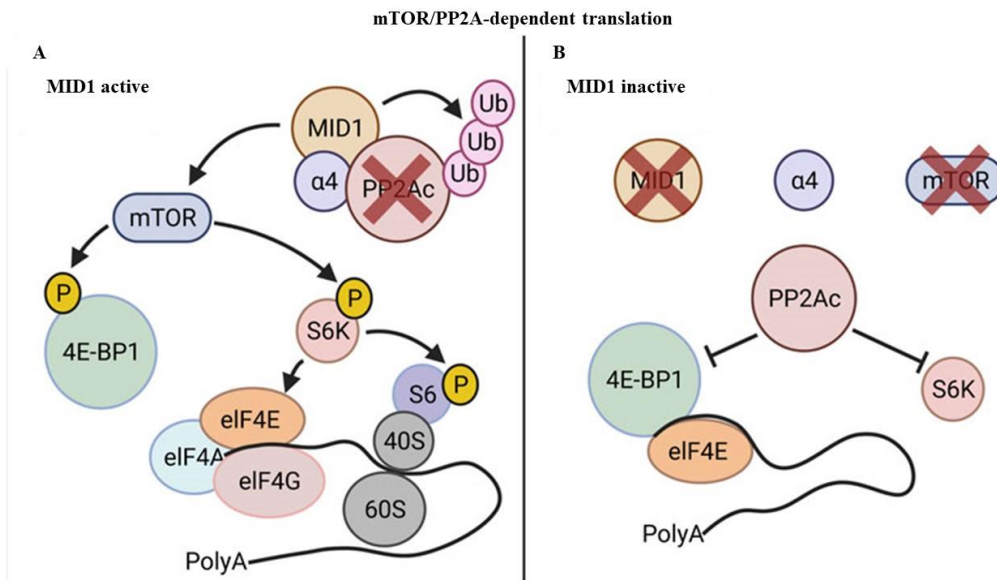 mTOR/PP2A-dependent translation
A
MID1 active
MID1
Ub
Ub
Ub
α4
PP2Ac
mTOR
P
P
4E-BP1
S6K
S6
P
eIF4E
eIF4A
40S
eIF4G
60S
PolyA
B
MID1 inactive
MID1
α4
mTOR
PP2Ac
4E-BP1
S6K
eIF4E
PolyA